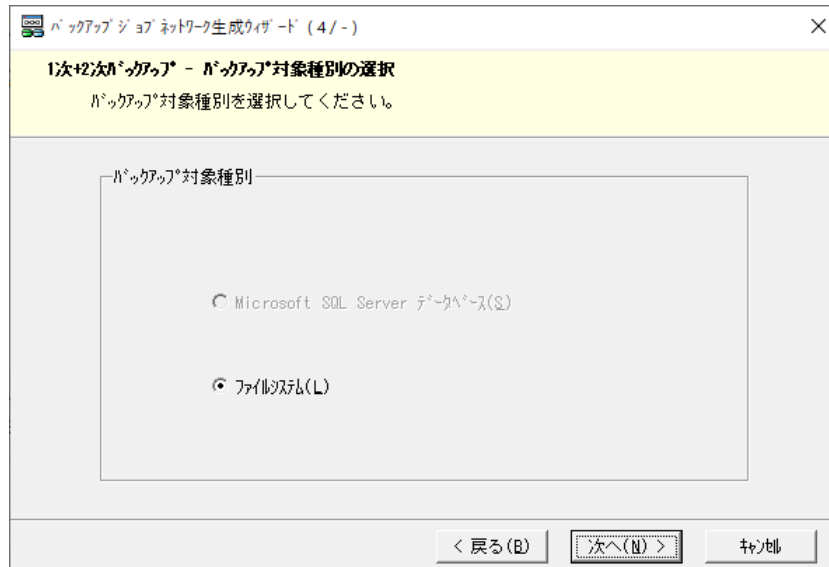 ﾊﾞｯｸｱｯﾌﾟｼﾞｮﾌﾞﾈｯﾄﾜｰｸ生成ｳｨｻﾞｰﾄﾞ (4/-)
1次+2次ﾊﾞｯｸｱｯﾌﾟ - ﾊﾞｯｸｱｯﾌﾟ対象種別の選択
ﾊﾞｯｸｱｯﾌﾟ対象種別を選択してください。
ﾊﾞｯｸｱｯﾌﾟ対象種別
Microsoft SQL Server ﾃﾞｰﾀﾍﾞｰｽ(S)
ﾌｧｲﾙｼｽﾃﾑ(L)
< 戻る(B) 次へ(N) > ｷｬﾝｾﾙ